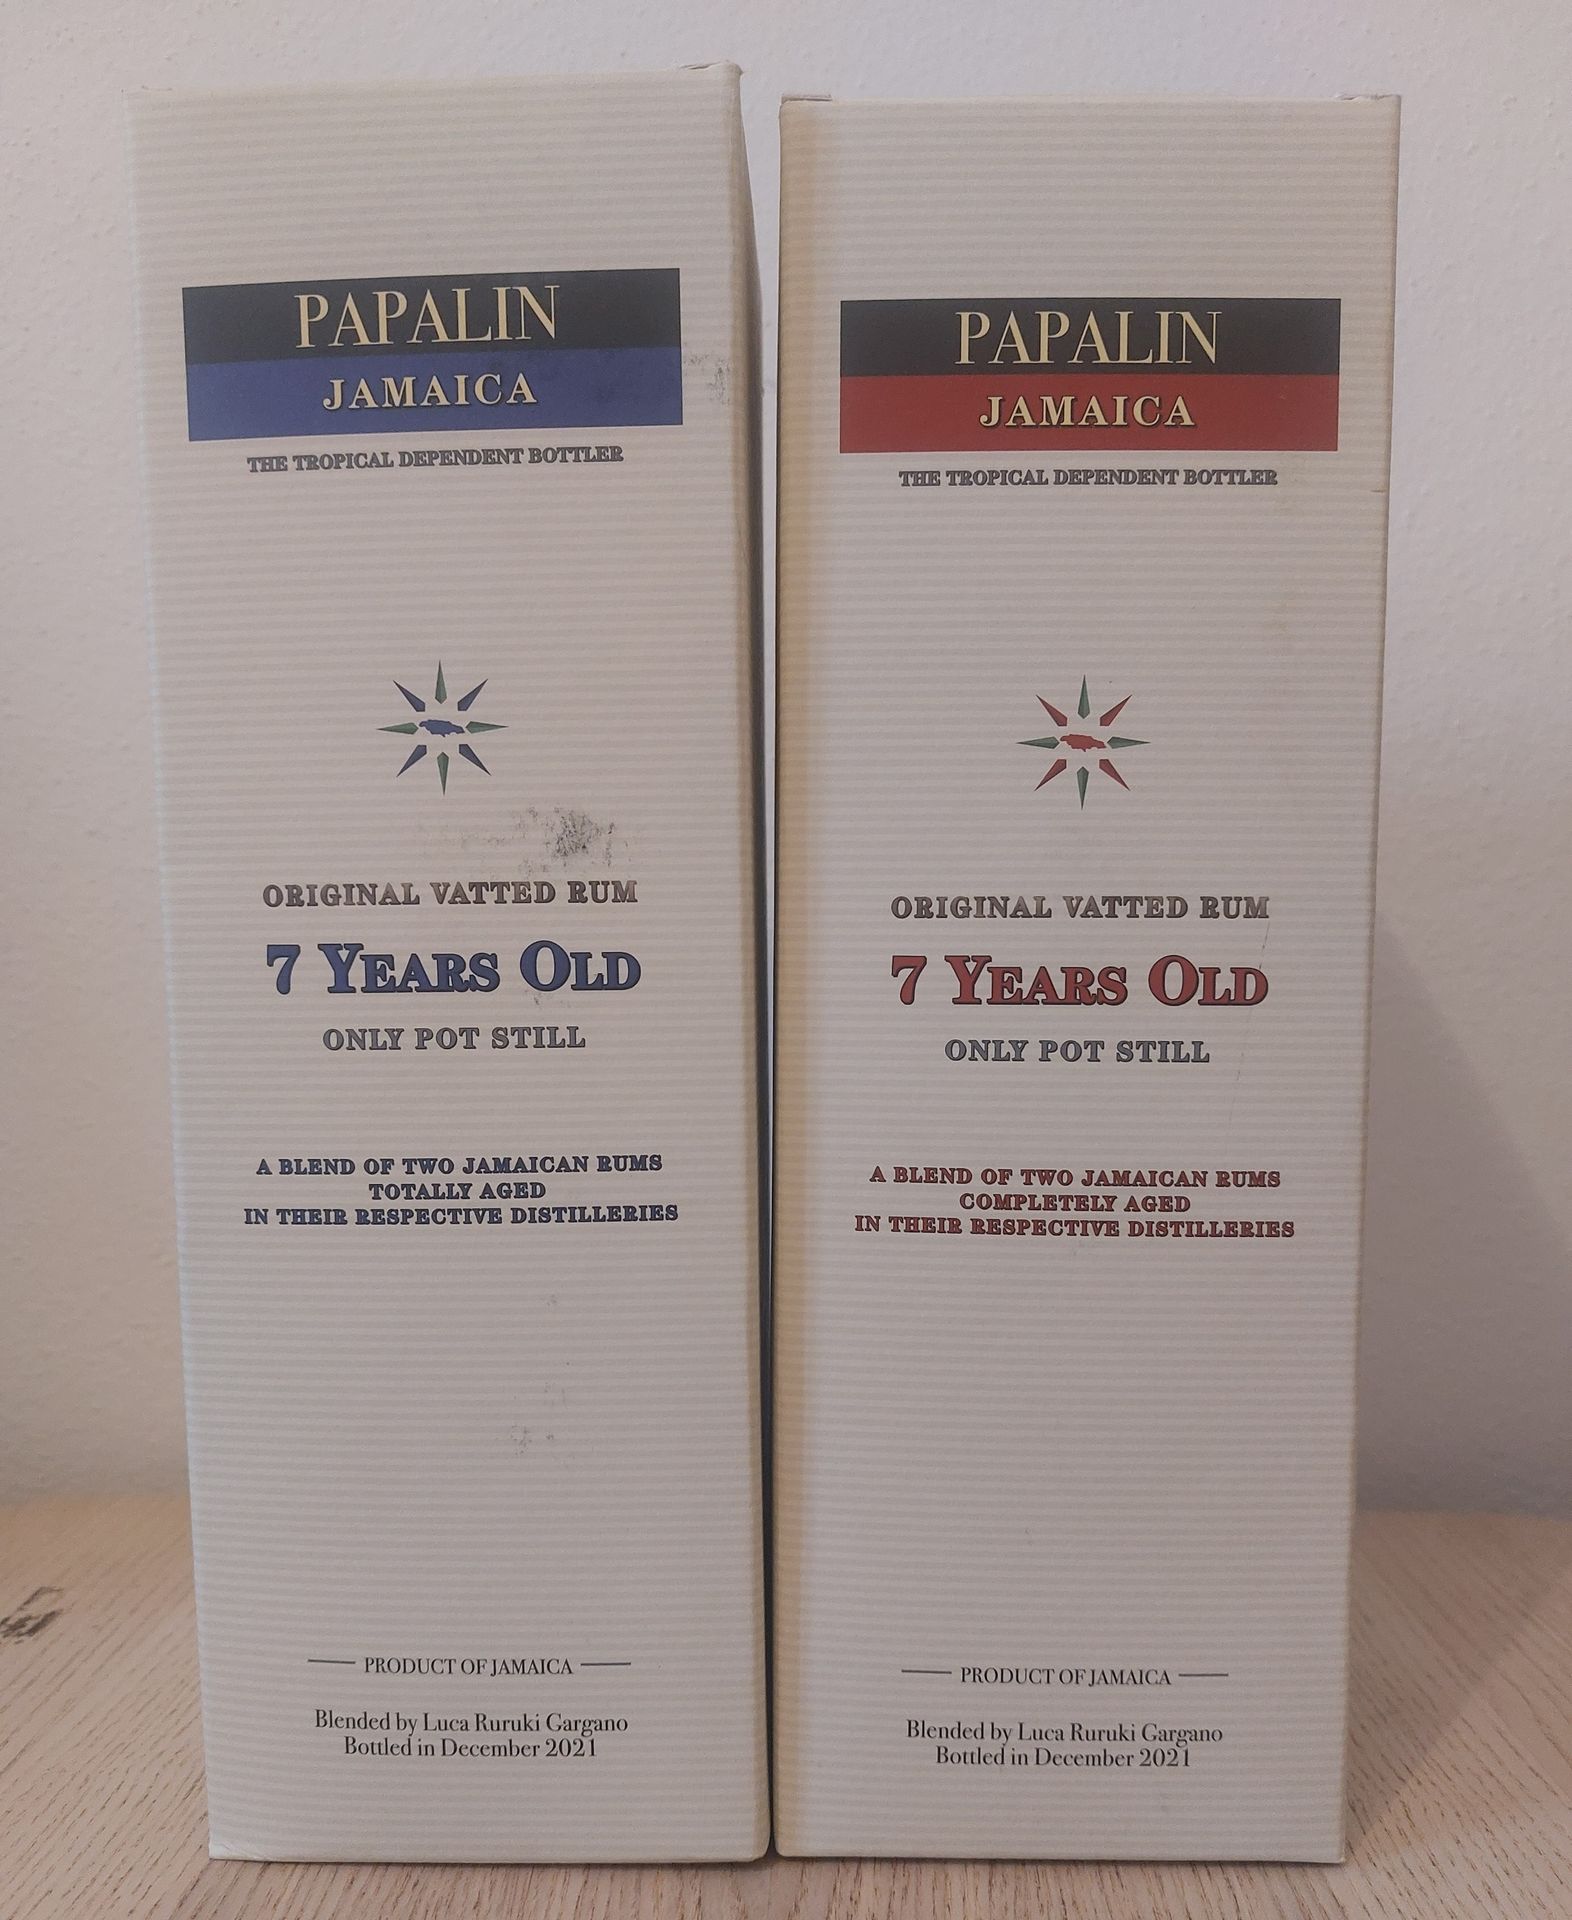 PAPALIN
JAMAICA
THE TROPICAL DEPENDENT BOTTLER
ORIGINAL VATTED RUM
7 YEARS OLD
ONLY POT STILL
A BLEND OF TWO JAMAICAN RUMS
TOTALLY AGED
IN THEIR RESPECTIVE DISTILLERIES
PRODUCT OF JAMAICA
Blended by Luca Ruruki Gargano
Bottled in December 2021
PAPALIN
JAMAICA
THE TROPICAL DEPENDENT BOTTLER
ORIGINAL VATTED RUM
7 YEARS OLD
ONLY POT STILL
A BLEND OF TWO JAMAICAN RUMS
COMPLETELY AGED
IN THEIR RESPECTIVE DISTILLERIES
PRODUCT OF JAMAICA
Blended by Luca Ruruki Gargano
Bottled in December 2021